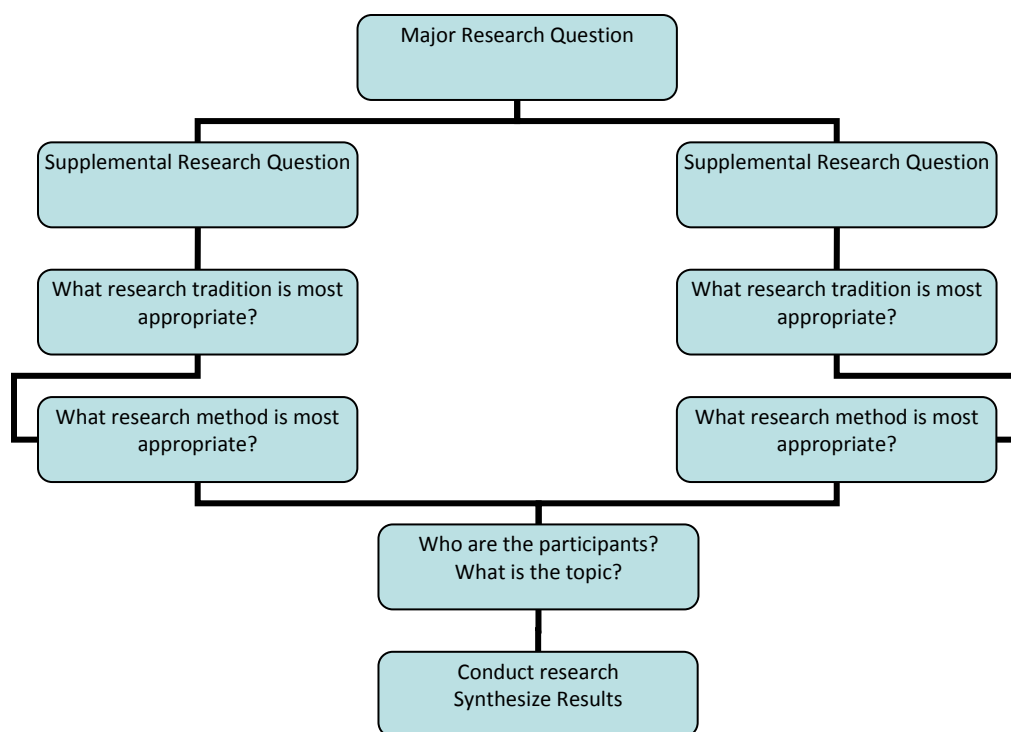 Major Research Question
Supplemental Research Question
Supplemental Research Question
What research tradition is most
appropriate?
What research tradition is most
appropriate?
What research method is most
appropriate?
What research method is most
appropriate?
Who are the participants?
What is the topic?
Conduct research
Synthesize Results